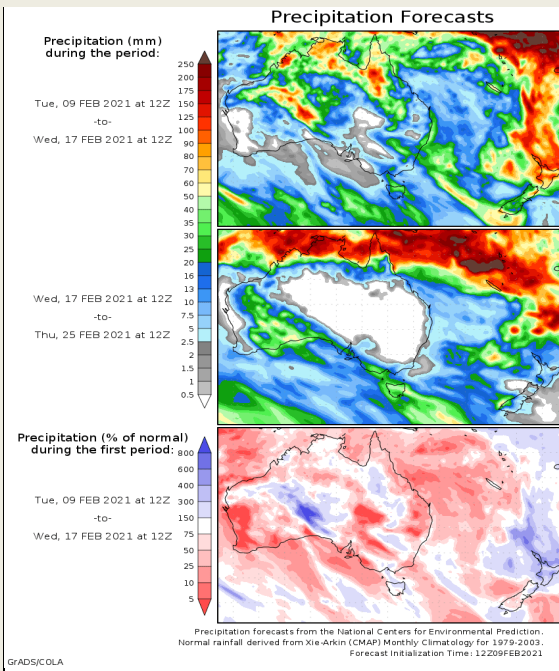 Precipitation Forecasts
Precipitation (mm)
during the period:
Tue, 09 FEB 2021 at 12Z
-to-
Wed, 17 FEB 2021 at 12Z
250
200
175
150
125
100
90
80
70
60
50
40
35
30
25
20
16
13
10
7.5
5
2.5
2
1.5
1
0.5
Wed, 17 FEB 2021 at 12Z
-to-
Thu, 25 FEB 2021 at 12Z
Precipitation (% of normal)
during the first period:
Tue, 09 FEB 2021 at 12Z
-to-
Wed, 17 FEB 2021 at 12Z
800
600
400
300
150
75
50
25
10
5
Precipitation forecasts from the National Centers for Environmental Prediction.
Normal rainfall derived from Xie-Arkin (CMAP) Monthly Climatology for 1979-2003.
Forecast Initialization Time: 12Z09FEB2021
GrADS/COLA